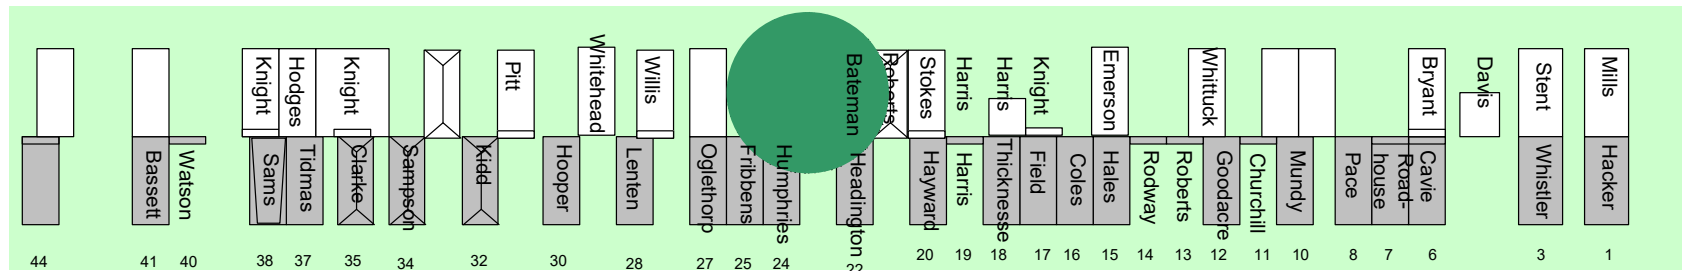 Knight
Hodges
Knight
Pitt
Whitehead
Willis
Bateman
Roberts
Stokes
Harris
Harris
Knight
Emerson
Whittuck
Bryant
Davis
Stent
Mills
Bassett
Watson
Sams
Tidmas
Clarke
Sampson
Kidd
Hooper
Lenten
Oglethorp
Fribbens
Humphries
Headington
Hayward
Harris
Thicknesse
Field
Coles
Hales
Rodway
Roberts
Goodacre
Churchill
Mundy
Pace
Road-
house
Cavie
Whistler
Hacker
44 41 40 38 37 35 34 32 30 28 27 25 24 22 20 19 18 17 16 15 14 13 12 11 10 8 7 6 3 1